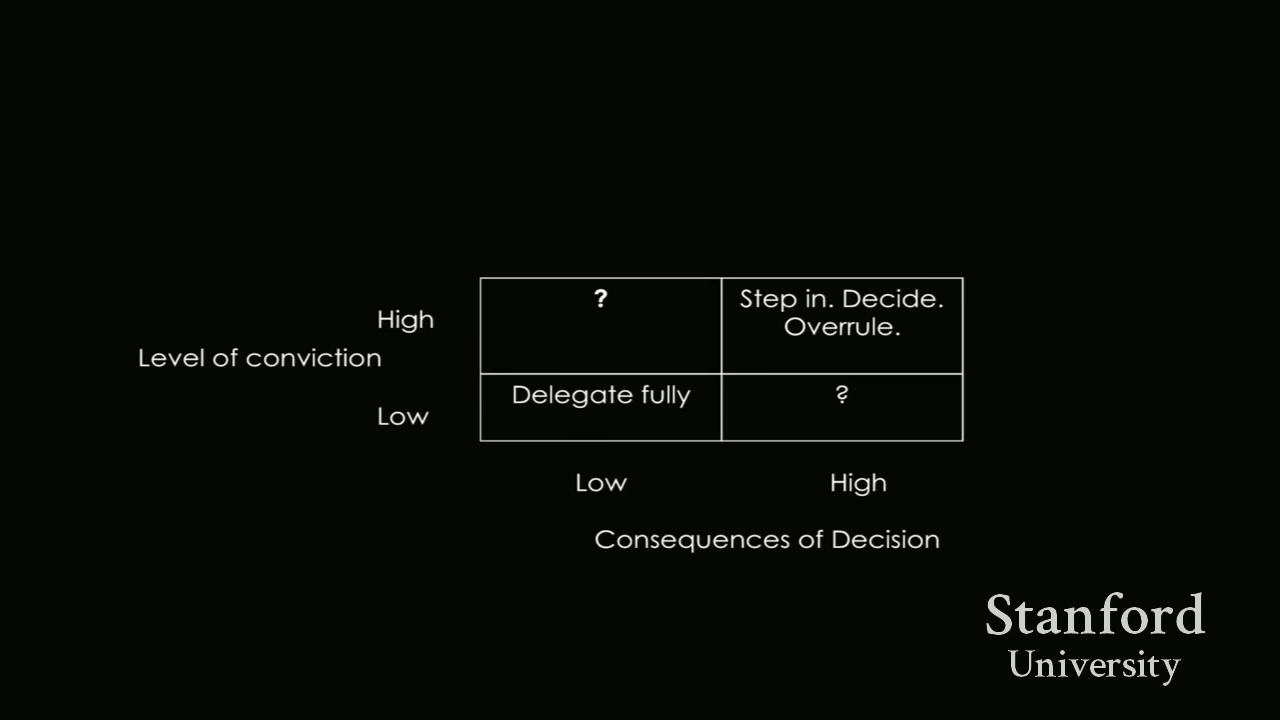 ?
Step in. Decide.
Overrule.
High
Level of conviction
Delegate fully
?
Low
Low
High
Consequences of Decision
Stanford
University